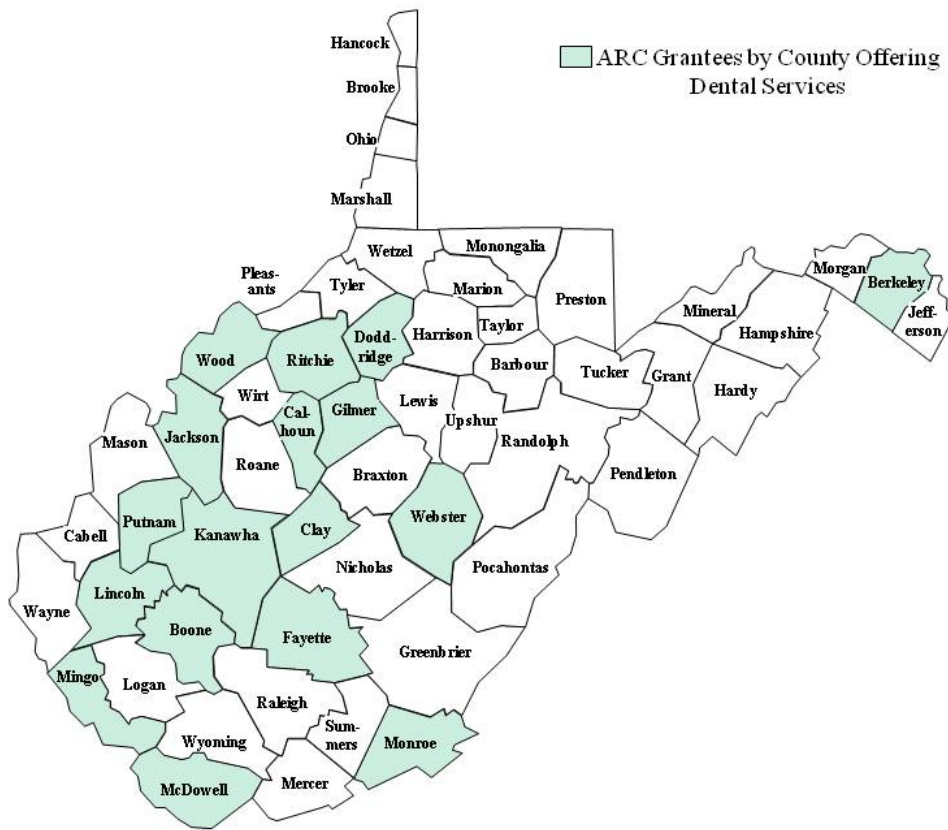 Hancock
ARC Grantees by County Offering
Dental Services
Brooke
Ohio
Marshall
Wetzel
Monongalia
Pleas-
ants
Tyler
Marion
Preston
Morgan
Berkeley
Jeff-
erson
Mineral
Hampshire
Wood
Ritchie
Dodd-
ridge
Harrison
Taylor
Barbour
Tucker
Grant
Hardy
Wirt
Cal-
houn
Gilmer
Lewis
Upshur
Randolph
Mason
Jackson
Roane
Braxton
Pendleton
Putnam
Cabell
Kanawha
Clay
Webster
Nicholas
Pocahontas
Wayne
Lincoln
Boone
Fayette
Greenbrier
Mingo
Logan
Raleigh
Sum-
mers
Monroe
Wyoming
McDowell
Mercer